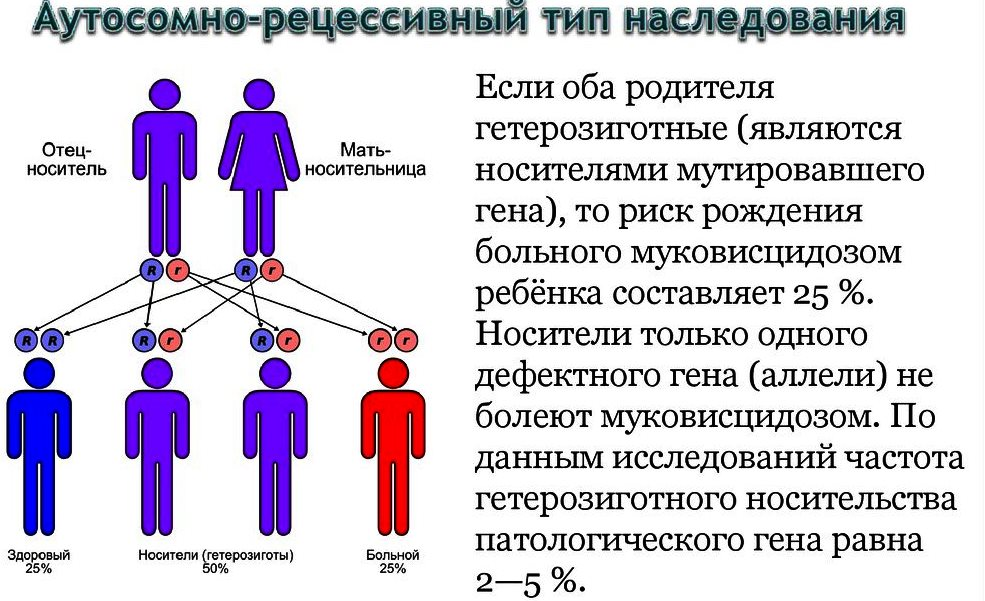 Аутосомно-рецессивный тип наследования
Отец-
носитель
Мать-
носительница
R r R r
R R R r R r r r
Здоровый
25%
Носители (гетерозиготы)
50%
Больной
25%
Если оба родителя
гетерозиготные (являются
носителями мутировавшего
гена), то риск рождения
больного муковисцидозом
ребёнка составляет 25 %.
Носители только одного
дефектного гена (аллели) не
болеют муковисцидозом. По
данным исследований частота
гетерозиготного носительства
патологического гена равна
2—5 %.